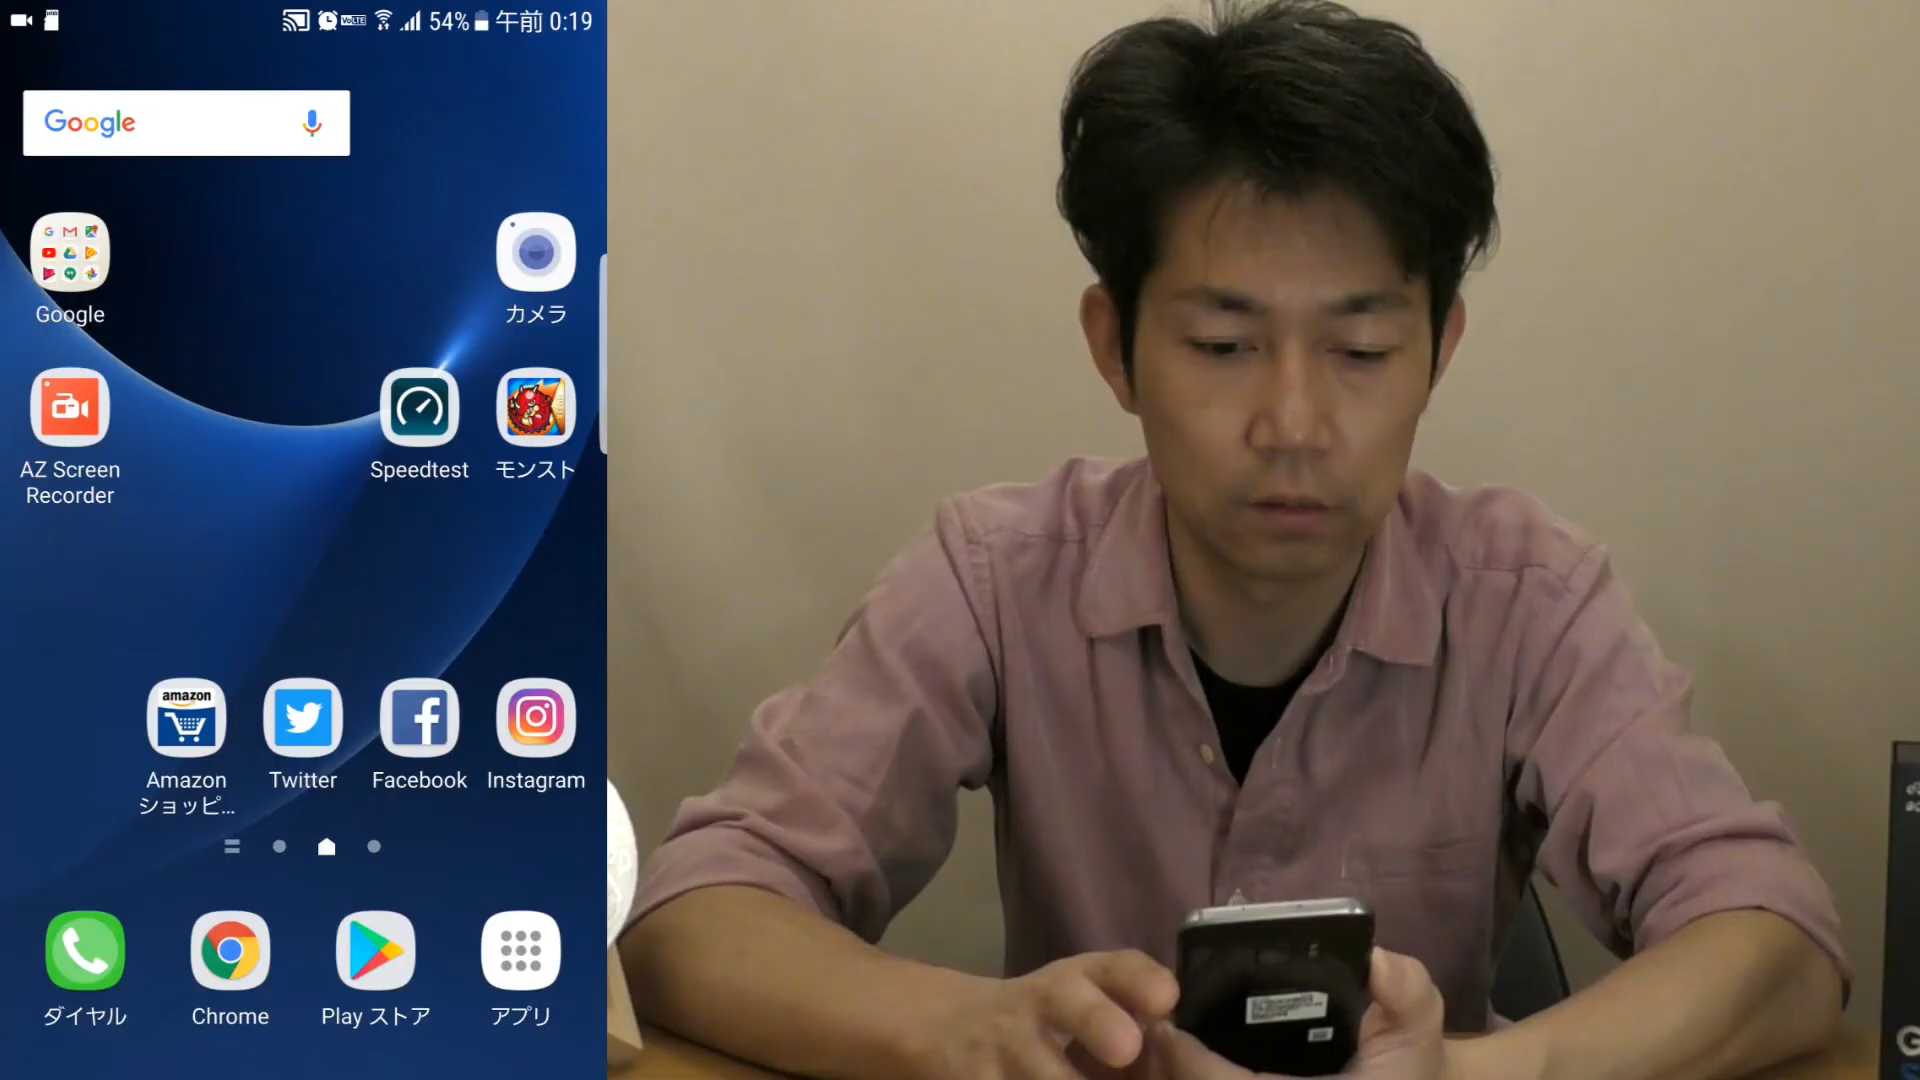 VoLTE 54% 午前 0:19
Google
Google
カメラ
AZ Screen
Recorder
Speedtest
モンスト
amazon
Amazon
ショッピ...
Twitter
Facebook
Instagram
ダイヤル
Chrome
Play ストア
アプリ
G